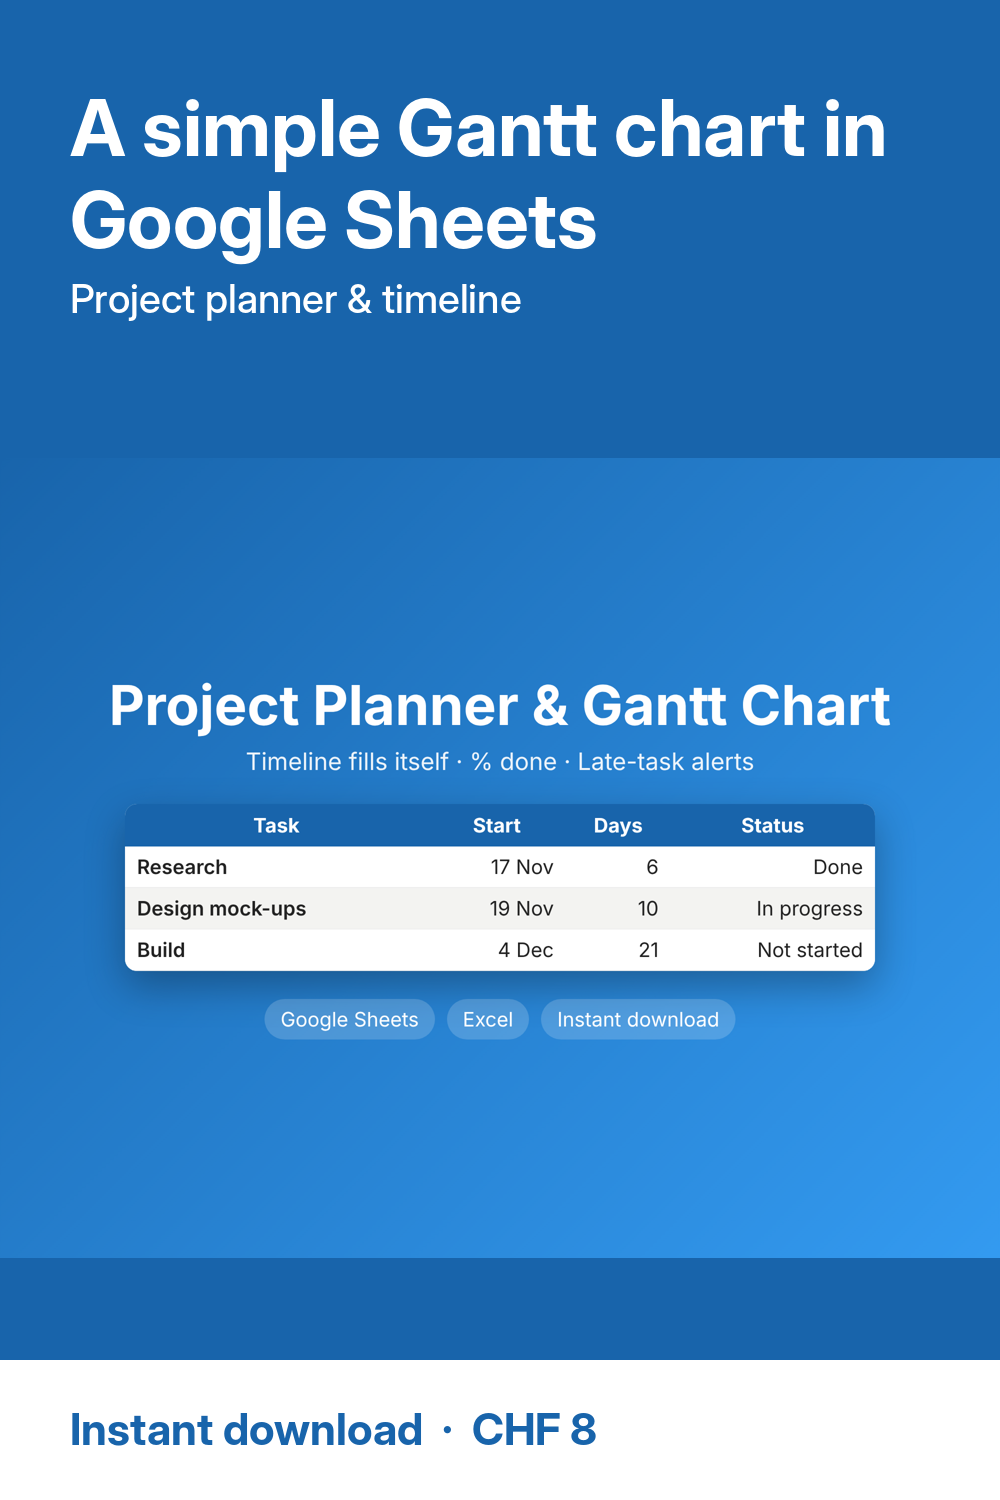 A simple Gantt chart in
Google Sheets
Project planner & timeline
Project Planner & Gantt Chart
Timeline fills itself · % done · Late-task alerts
Task Start Days Status
Research 17 Nov 6 Done
Design mock-ups 19 Nov 10 In progress
Build 4 Dec 21 Not started
Google Sheets Excel Instant download
Instant download · CHF 8